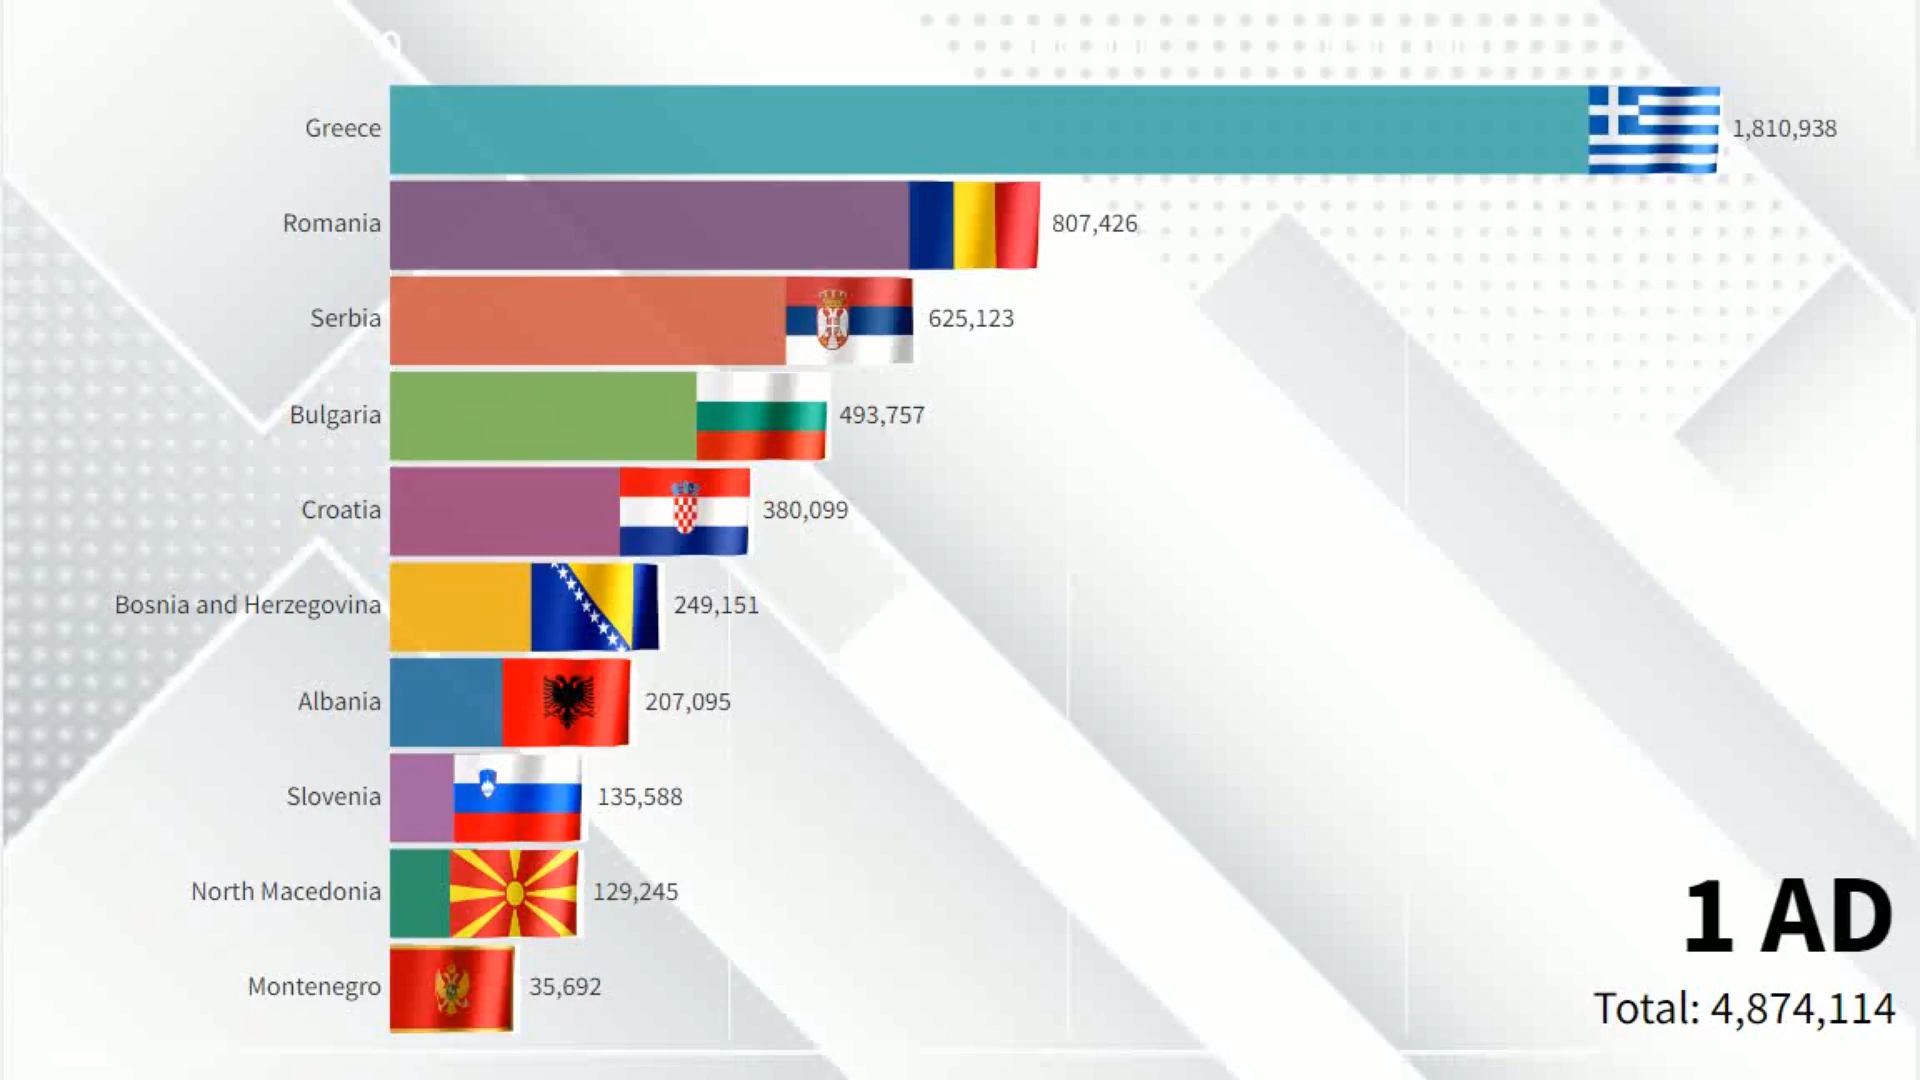 Greece 1,810,938
Romania 807,426
Serbia 625,123
Bulgaria 493,757
Croatia 380,099
Bosnia and Herzegovina 249,151
Albania 207,095
Slovenia 135,588
North Macedonia 129,245
Montenegro 35,692
1 AD
Total: 4,874,114